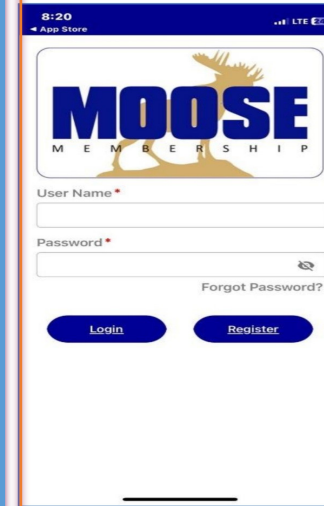 8:20
LTE
◄ App Store
MOOSE
MEMBERSHIP
User Name*
Password*
Forgot Password?
Login
Register